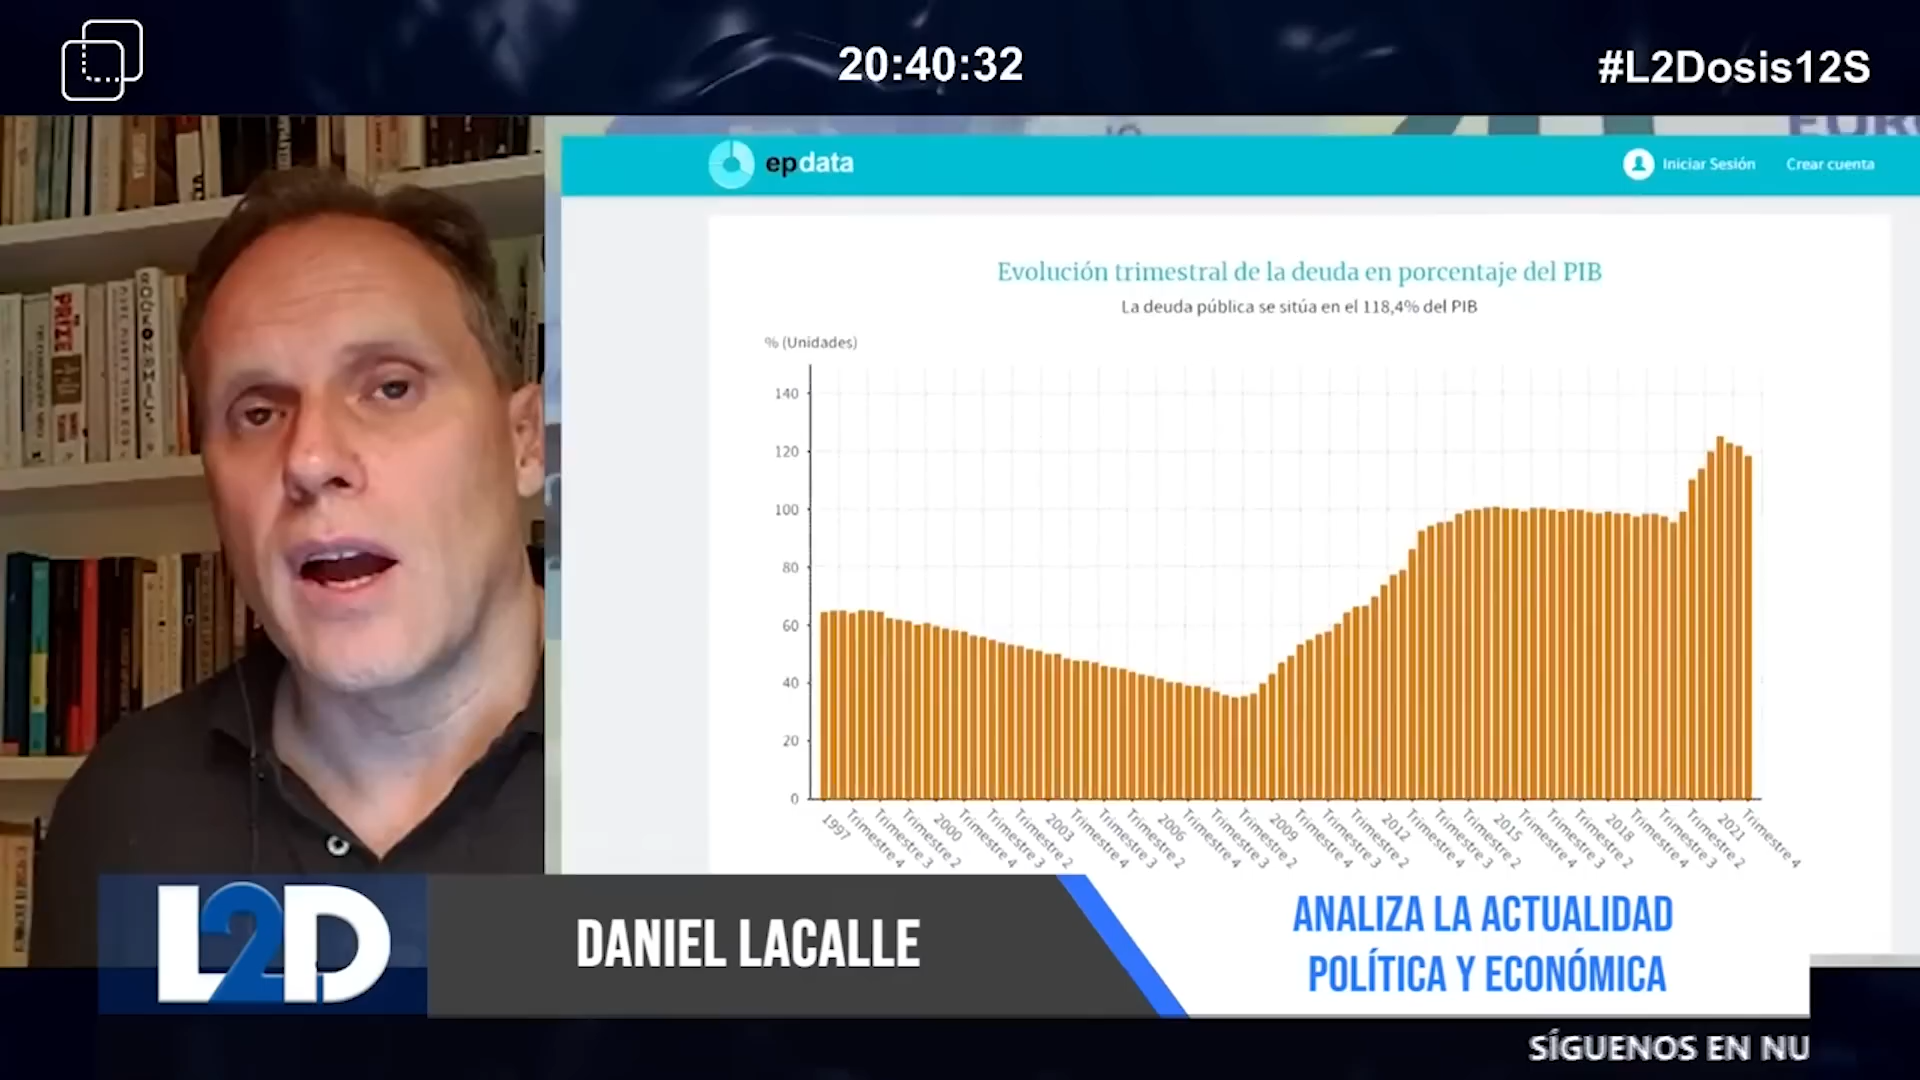 20:40:32
#L2Dosis12S
EURO
epdata
Iniciar Sesión
Crear cuenta
Evolución trimestral de la deuda en porcentaje del PIB
La deuda pública se sitúa en el 118,4% del PIB
% (Unidades)
140
120
100
80
60
40
20
0
1997
Trimestre 4
Trimestre 3
Trimestre 2
2000
Trimestre 4
Trimestre 3
Trimestre 2
2003
Trimestre 4
Trimestre 3
Trimestre 2
2006
Trimestre 4
Trimestre 3
Trimestre 2
2009
Trimestre 4
Trimestre 3
Trimestre 2
2012
Trimestre 4
Trimestre 3
Trimestre 2
2015
Trimestre 4
Trimestre 3
Trimestre 2
2018
Trimestre 4
Trimestre 3
Trimestre 2
2021
Trimestre 4
PRIZE
L2D
DANIEL LACALLE
ANALIZA LA ACTUALIDAD
POLÍTICA Y ECONÓMICA
SÍGUENOS EN NU